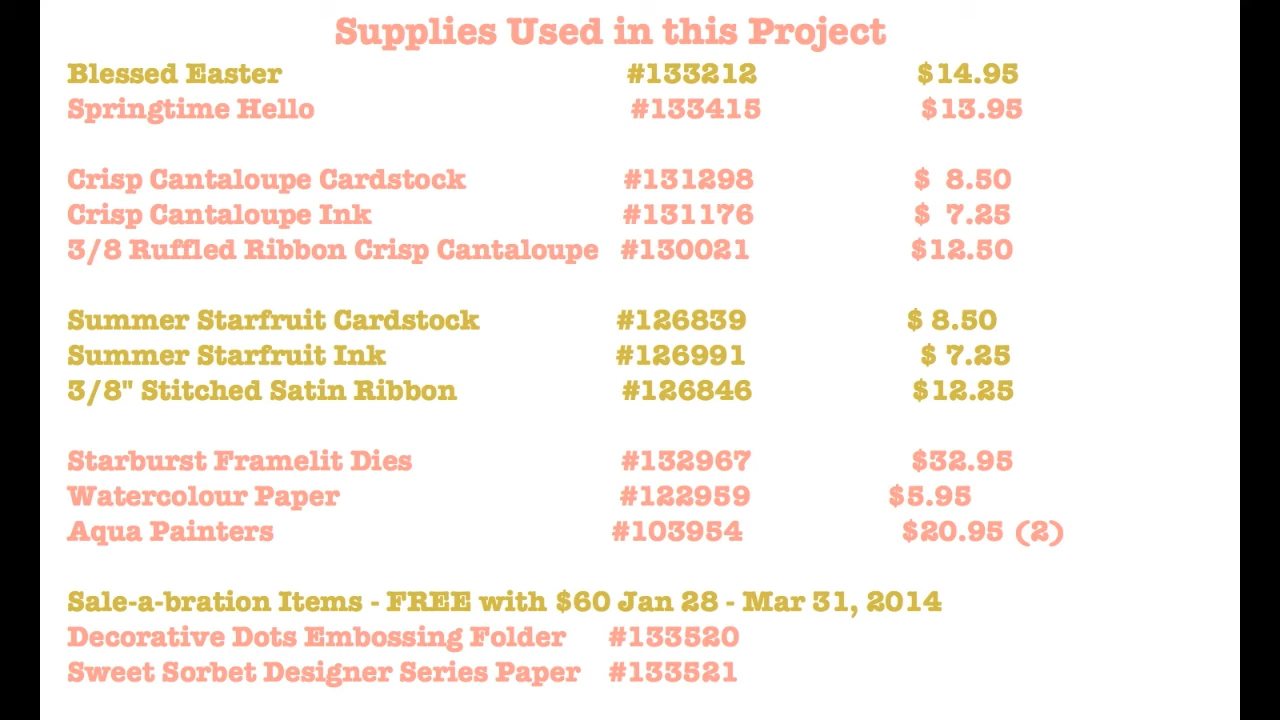 Supplies Used in this Project
Blessed Easter #133212 $14.95
Springtime Hello #133415 $13.95
Crisp Cantaloupe Cardstock #131298 $ 8.50
Crisp Cantaloupe Ink #131176 $ 7.25
3/8 Ruffled Ribbon Crisp Cantaloupe #130021 $12.50
Summer Starfruit Cardstock #126839 $ 8.50
Summer Starfruit Ink #126991 $ 7.25
3/8" Stitched Satin Ribbon #126846 $12.25
Starburst Framelit Dies #132967 $32.95
Watercolour Paper #122959 $5.95
Aqua Painters #103954 $20.95 (2)
Sale-a-bration Items - FREE with $60 Jan 28 - Mar 31, 2014
Decorative Dots Embossing Folder #133520
Sweet Sorbet Designer Series Paper #133521